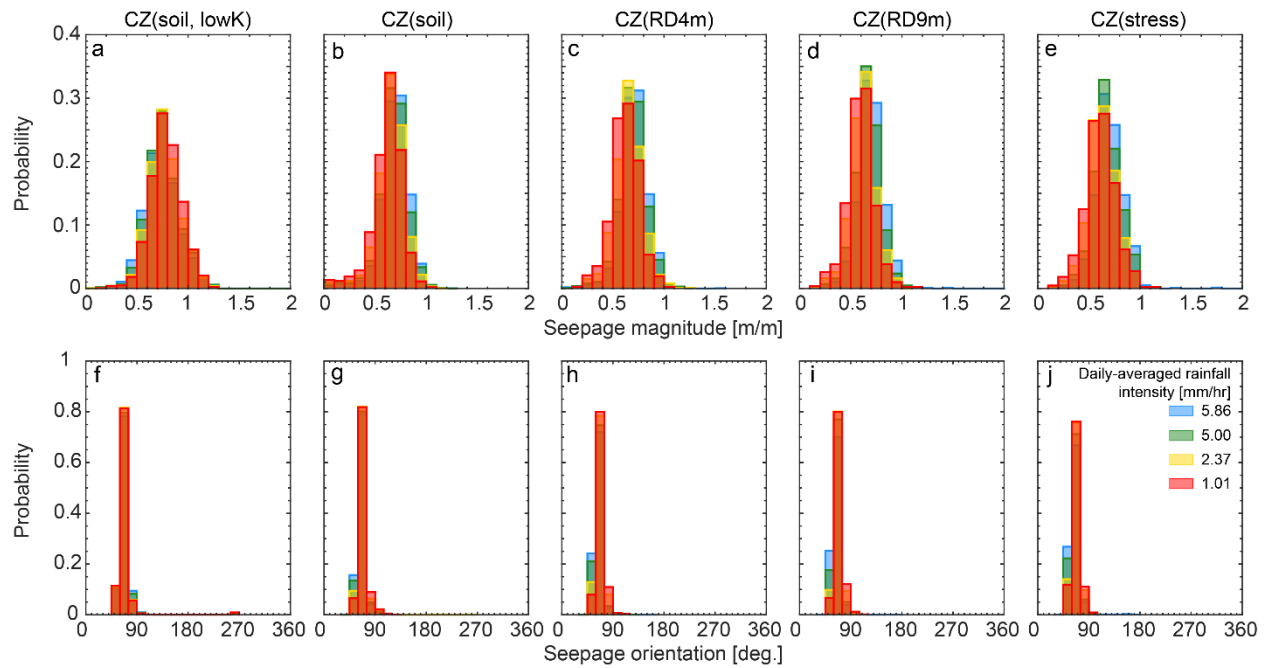 CZ(soil, lowK) CZ(soil) CZ(RD4m) CZ(RD9m) CZ(stress)
0.4 a b c d e
0.3
0.2
0.1
0
Probability
0 0.5 1 1.5 2 0 0.5 1 1.5 2 0 0.5 1 1.5 2 0 0.5 1 1.5 2 0 0.5 1 1.5 2
Seepage magnitude [m/m]
1 f g h i j
0.8
0.6
0.4
0.2
0
Probability
Daily-averaged rainfall
intensity [mm/hr]
5.86
5.00
2.37
1.01
0 90 180 270 360 0 90 180 270 360 0 90 180 270 360 0 90 180 270 360 0 90 180 270 360
Seepage orientation [deg.]